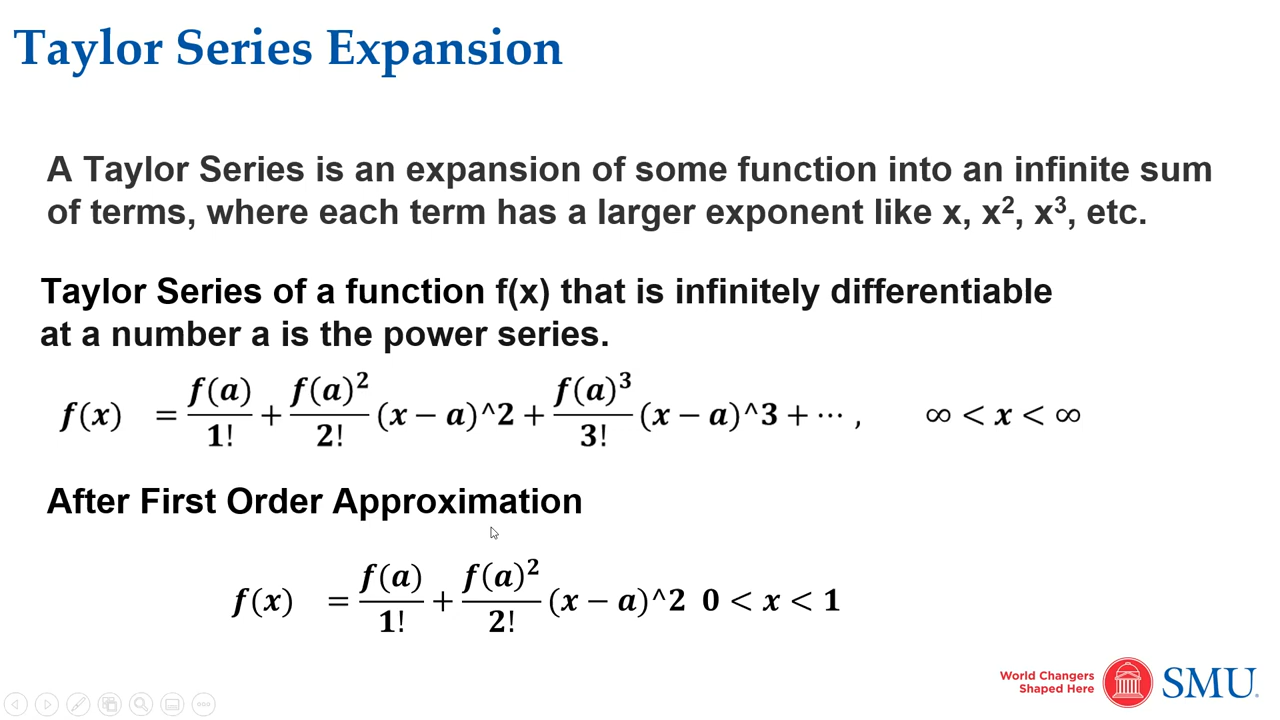 Taylor Series Expansion
A Taylor Series is an expansion of some function into an infinite sum
of terms, where each term has a larger exponent like x, x², x³, etc.
Taylor Series of a function f(x) that is infinitely differentiable
at a number a is the power series.
f(x) = f(a)/1! + f(a)²/2! (x − a)^2 + f(a)³/3! (x − a)^3 + ⋯ , ∞ < x < ∞
After First Order Approximation
f(x) = f(a)/1! + f(a)²/2! (x − a)^2 0 < x < 1
World Changers
Shaped Here
SMU.